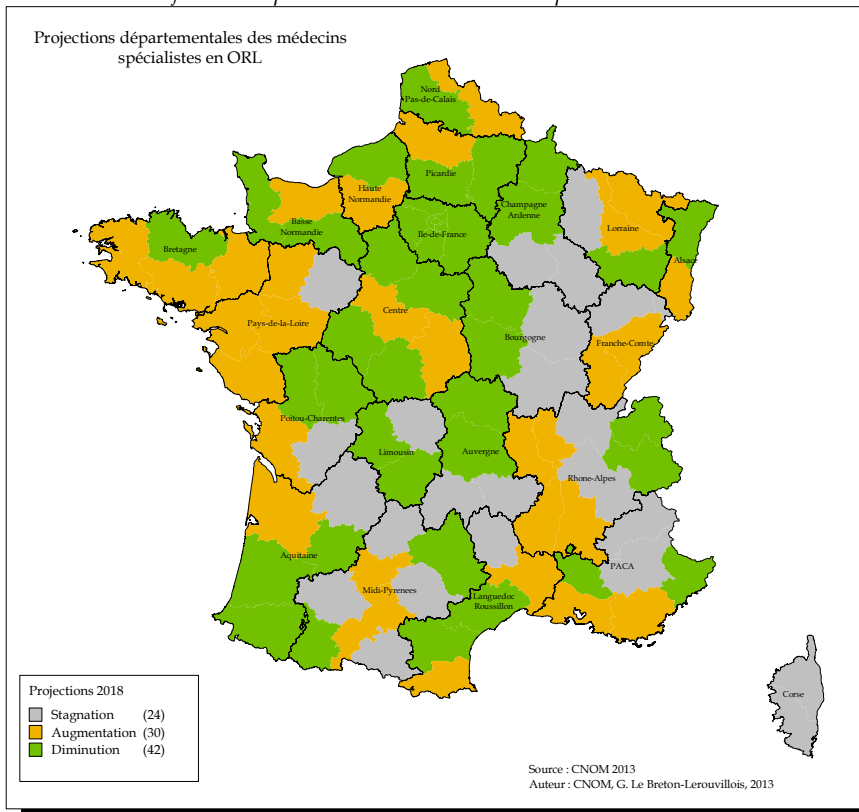 Projections départementales des médecins
spécialistes en ORL
Nord
Pas-de-Calais
Picardie
Haute
Normandie
Basse
Normandie
Champagne
Ardenne
Lorraine
Alsace
Ile-de-France
Bretagne
Pays-de-la-Loire
Centre
Bourgogne
Franche-Comte
Poitou-Charentes
Limousin
Auvergne
Rhone-Alpes
Aquitaine
Midi-Pyrenees
Languedoc
Roussillon
PACA
Corse
Projections 2018
Stagnation (24)
Augmentation (30)
Diminution (42)
Source : CNOM 2013
Auteur : CNOM, G. Le Breton-Lerouvillois, 2013